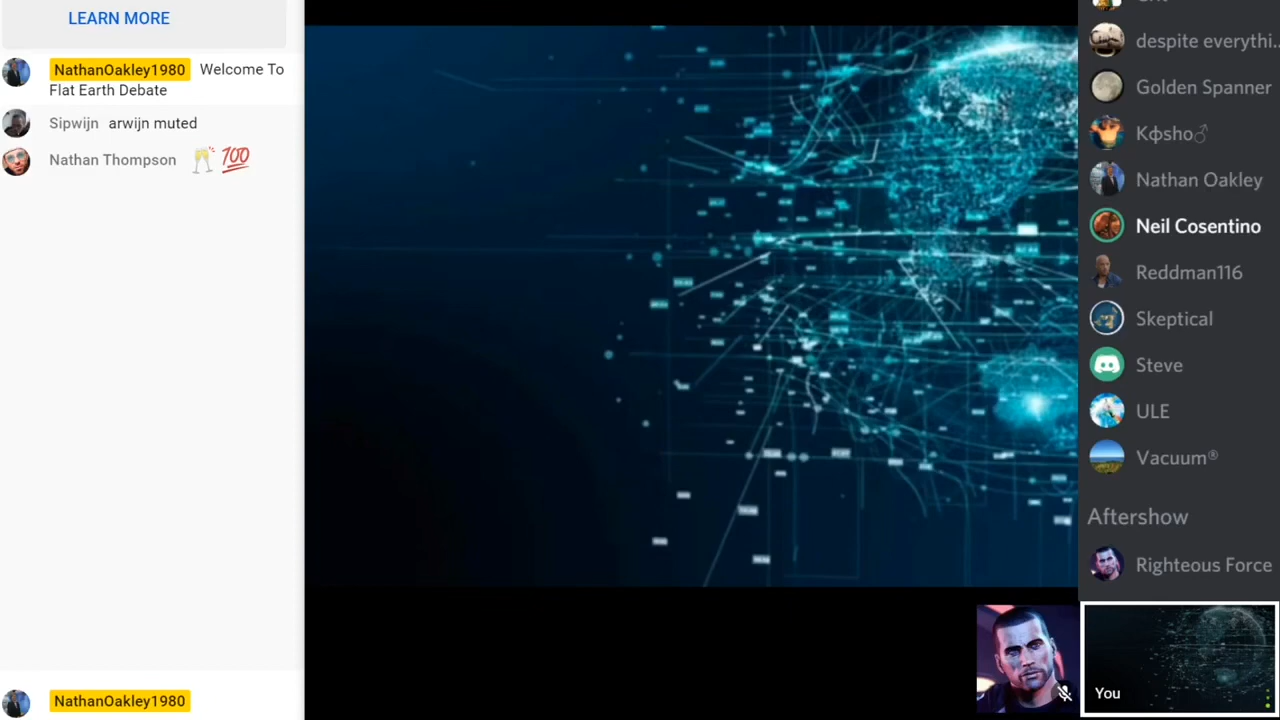 LEARN MORE
NathanOakley1980 Welcome To
Flat Earth Debate
Sipwijn arwijn muted
Nathan Thompson 🥂 💯
NathanOakley1980
despite everythi...
Golden Spanner
Kфsho♂
Nathan Oakley
Neil Cosentino
Reddman116
Skeptical
Steve
ULE
Vacuum®
Aftershow
Righteous Force
You